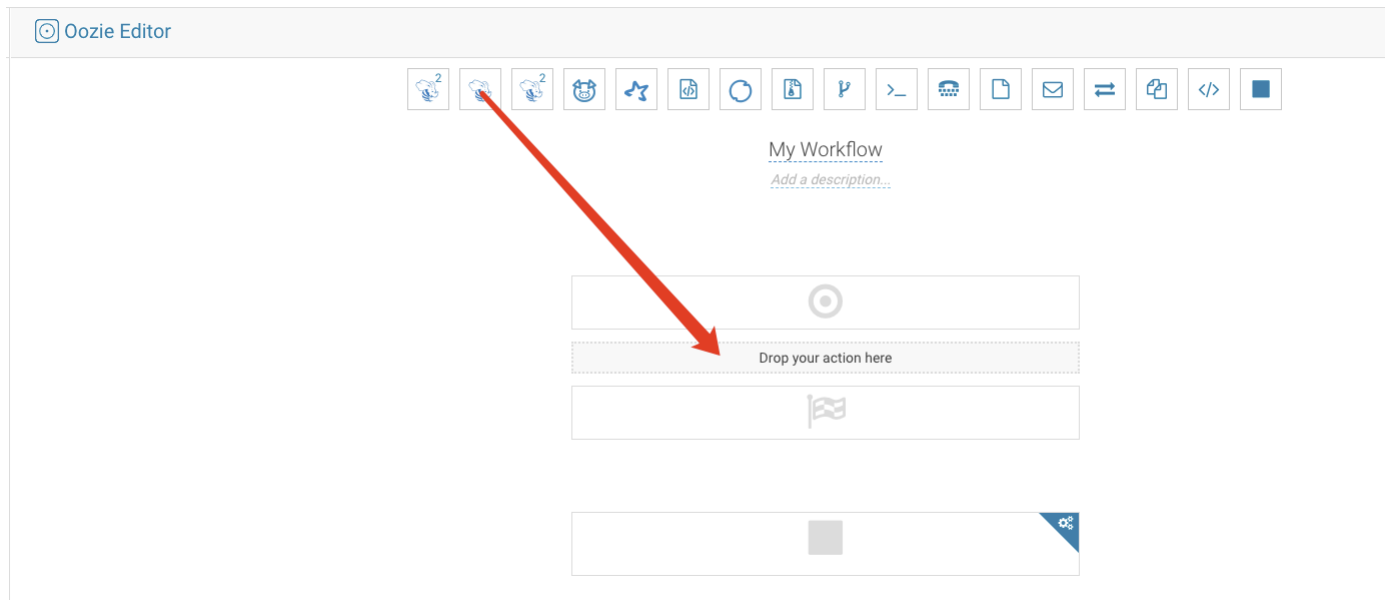 Oozie Editor
2
2
My Workflow
Add a description...
Drop your action here